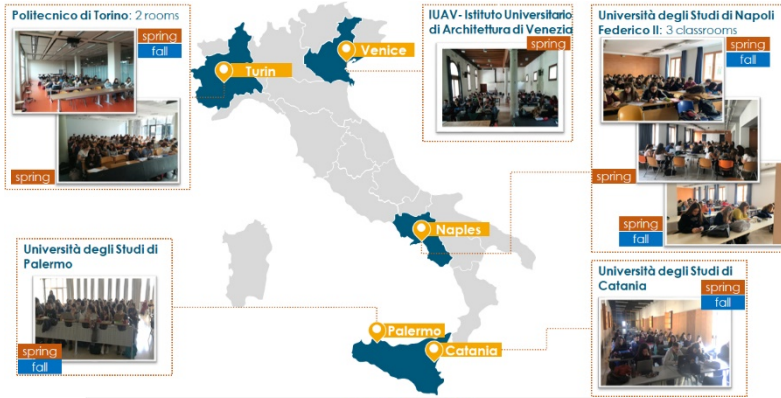 Politecnico di Torino: 2 rooms
spring
fall
spring
IUAV- Istituto Universitario
di Architettura di Venezia
spring
Università degli Studi di Napoli
Federico II: 3 classrooms
spring
fall
spring
spring
fall
Venice
Turin
Naples
Palermo
Catania
Università degli Studi di
Palermo
spring
fall
Università degli Studi di
Catania
spring
fall